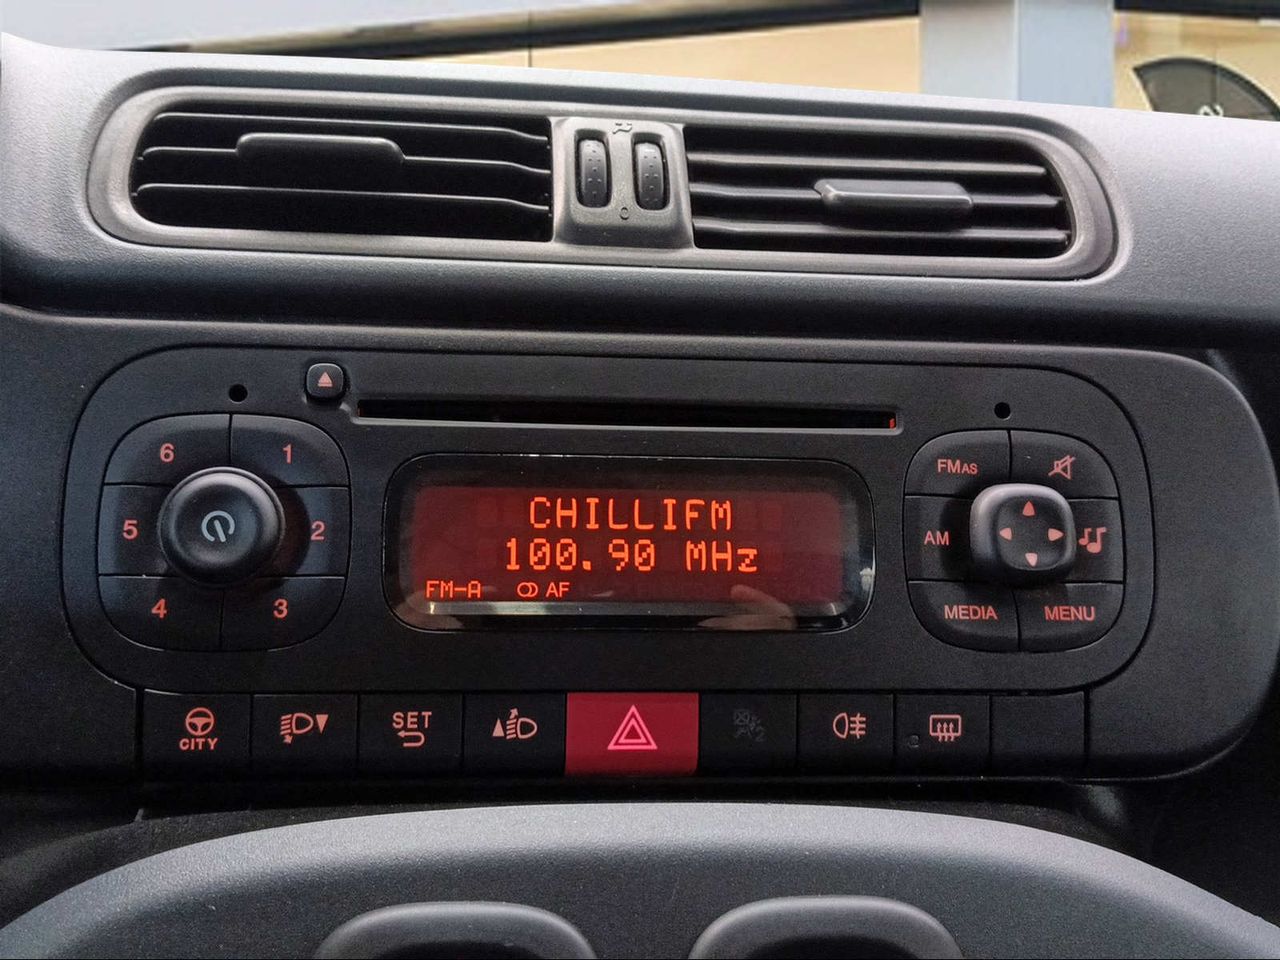 6 1
5 2
4 3
CHILLIFM
100.90 MHz
FM-A AF
FMAS
AM
MEDIA MENU
CITY
SET